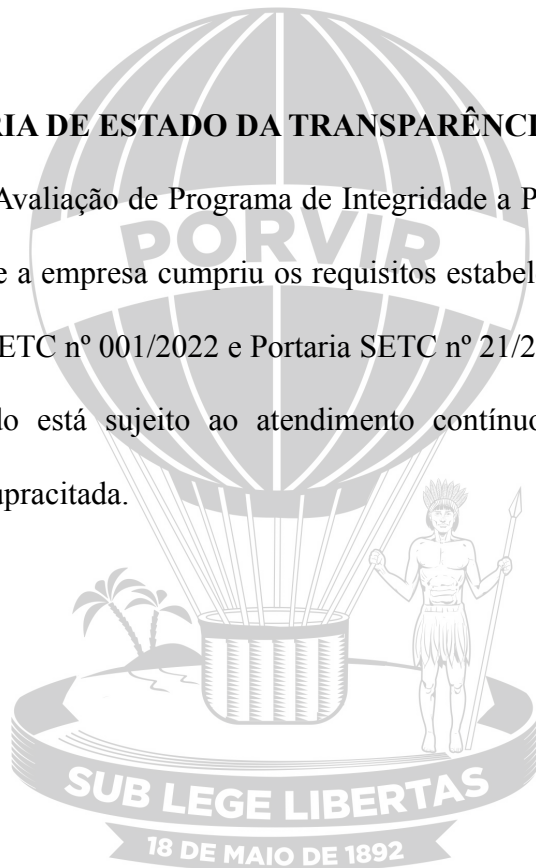 RIA DE ESTADO DA TRANSPARÊNCI
Avaliação de Programa de Integridade a P
e a empresa cumpriu os requisitos estabel
ETC nº 001/2022 e Portaria SETC nº 21/2
lo está sujeito ao atendimento contínuo
upracitada.
PORVIR
SUB LEGE LIBERTAS
18 DE MAIO DE 1892